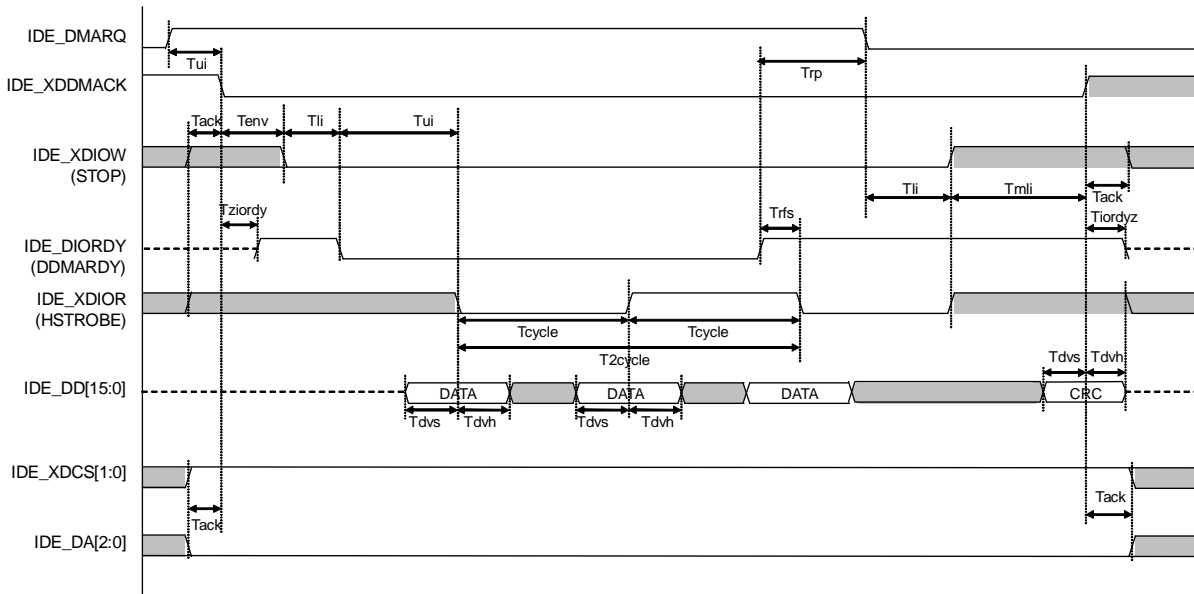 IDE_DMARQ
Tui
Trp
IDE_XDDMACK
Tack Tenv Tli Tui
IDE_XDIOW
(STOP)
Tli Tmli Tack
Tziordy Trfs Tiordyz
IDE_DIORDY
(DDMARDY)
IDE_XDIOR
(HSTROBE)
Tcycle Tcycle
T2cycle
Tdvs Tdvh
IDE_DD[15:0]
DATA DATA DATA CRC
Tdvs Tdvh Tdvs Tdvh
IDE_XDCS[1:0]
Tack Tack
IDE_DA[2:0]